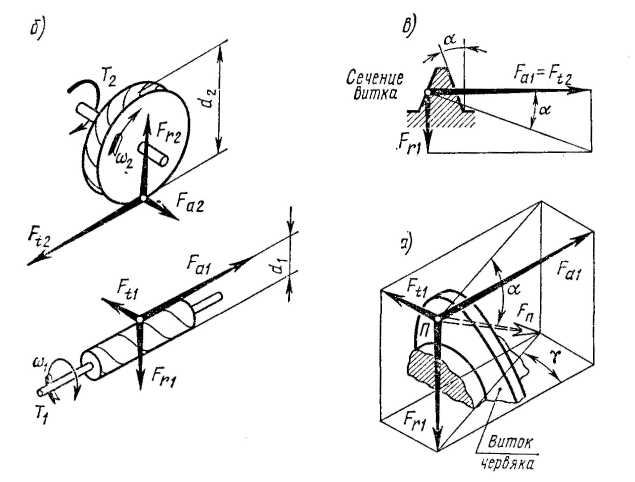 б)
T2
d2
ω2
Fr2
Fa2
Ft2
Fa1
Ft1
d1
ω1
T1
Fr1
в)
α
Сечение
витка
Fa1=Ft2
α
Fr1
а)
Ft1
α
Fa1
П
Fп
γ
Fr1
Виток
червяка